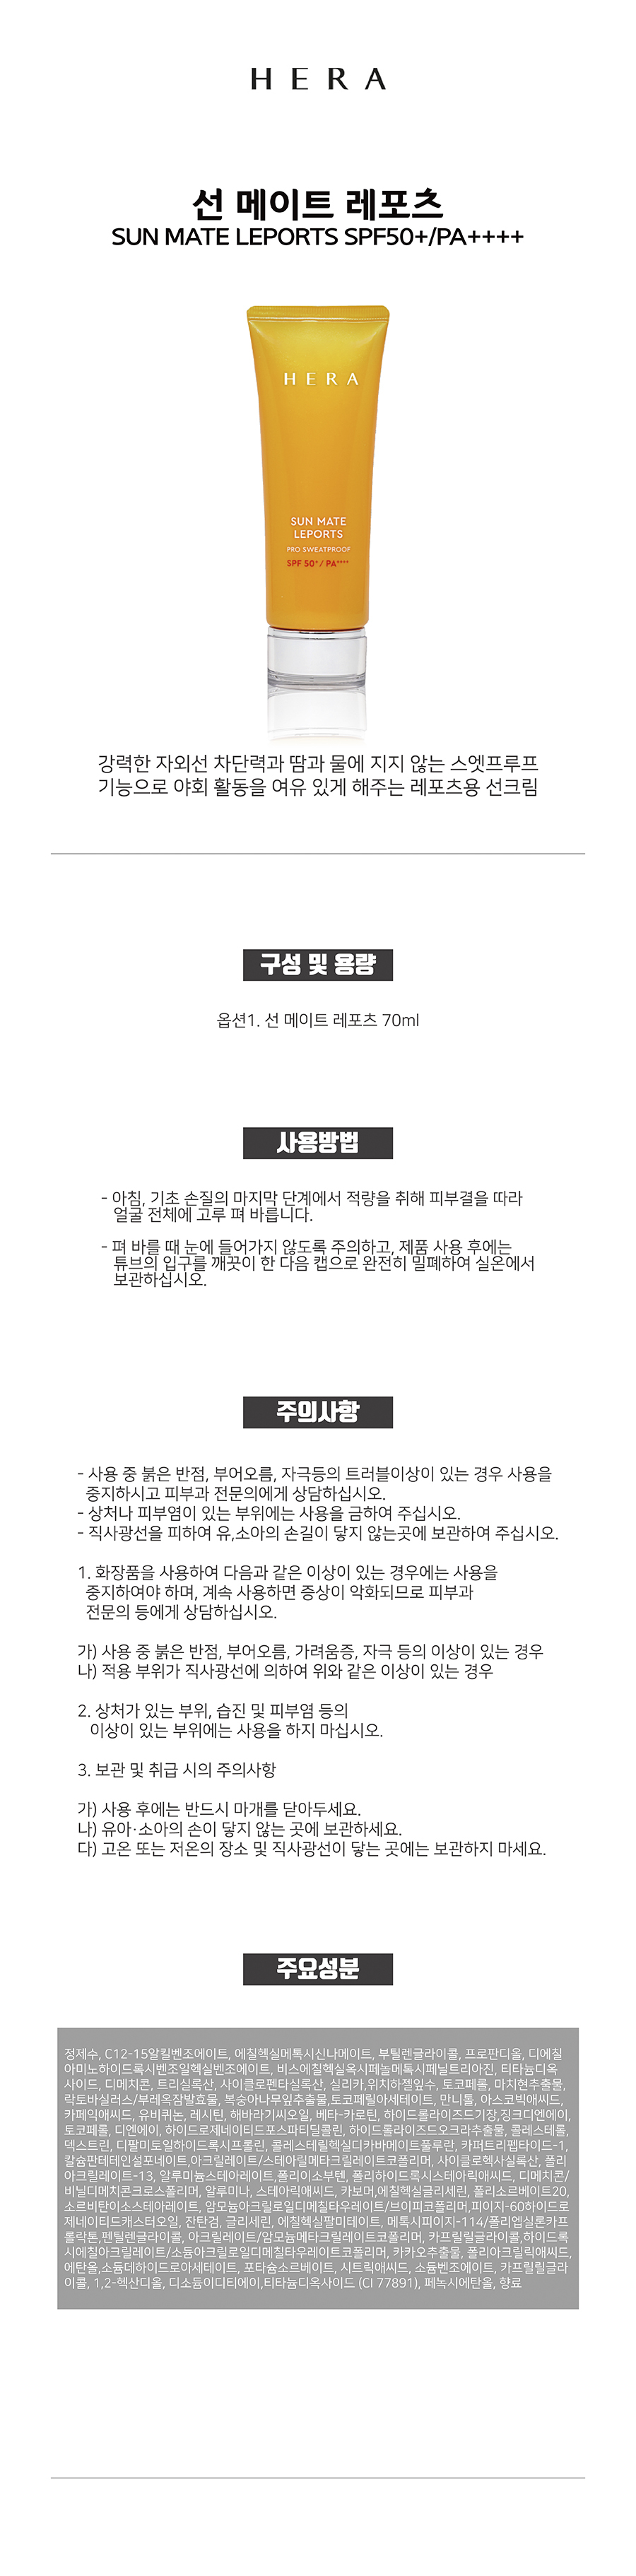 HERA
선 메이트 레포츠
SUN MATE LEPORTS SPF50+/PA++++
HERA
SUN MATE
LEPORTS
PRO SWEATPROOF
SPF 50+/ PA++++
강력한 자외선 차단력과 땀과 물에 지지 않는 스엣프루프
기능으로 야회 활동을 여유 있게 해주는 레포츠용 선크림
구성 및 용량
옵션1. 선 메이트 레포츠 70ml
사용방법
- 아침, 기초 손질의 마지막 단계에서 적량을 취해 피부결을 따라
얼굴 전체에 고루 펴 바릅니다.
- 펴 바를 때 눈에 들어가지 않도록 주의하고, 제품 사용 후에는
튜브의 입구를 깨끗이 한 다음 캡으로 완전히 밀폐하여 실온에서
보관하십시오.
주의사항
- 사용 중 붉은 반점, 부어오름, 자극등의 트러블이상이 있는 경우 사용을
중지하시고 피부과 전문의에게 상담하십시오.
- 상처나 피부염이 있는 부위에는 사용을 금하여 주십시오.
- 직사광선을 피하여 유,소아의 손길이 닿지 않는곳에 보관하여 주십시오.
1. 화장품을 사용하여 다음과 같은 이상이 있는 경우에는 사용을
중지하여야 하며, 계속 사용하면 증상이 악화되므로 피부과
전문의 등에게 상담하십시오.
가) 사용 중 붉은 반점, 부어오름, 가려움증, 자극 등의 이상이 있는 경우
나) 적용 부위가 직사광선에 의하여 위와 같은 이상이 있는 경우
2. 상처가 있는 부위, 습진 및 피부염 등의
이상이 있는 부위에는 사용을 하지 마십시오.
3. 보관 및 취급 시의 주의사항
가) 사용 후에는 반드시 마개를 닫아두세요.
나) 유아·소아의 손이 닿지 않는 곳에 보관하세요.
다) 고온 또는 저온의 장소 및 직사광선이 닿는 곳에는 보관하지 마세요.
주요성분
정제수, C12-15알킬벤조에이트, 에칠헥실메톡시신나메이트, 부틸렌글라이콜, 프로판디올, 디에칠
아미노하이드록시벤조일헥실벤조에이트, 비스에칠헥실옥시페놀메톡시페닐트리아진, 티타늄디옥
사이드, 디메치콘, 트리실록산, 사이클로펜타실록산, 실리카,위치하젤잎수, 토코페롤, 마치현추출물,
락토바실러스/부레옥잠발효물, 복숭아나무잎추출물,토코페릴아세테이트, 만니톨, 아스코빅애씨드,
카페익애씨드, 유비퀴논, 레시틴, 해바라기씨오일, 베타-카로틴, 하이드롤라이즈드기장,징크디엔에이,
토코페롤, 디엔에이, 하이드로제네이티드포스파티딜콜린, 하이드롤라이즈드오크라추출물, 콜레스테롤,
덱스트린, 디팔미토일하이드록시프롤린, 콜레스테릴헥실디카바메이트풀루란, 카퍼트리펩타이드-1,
칼슘판테테인설포네이트,아크릴레이트/스테아릴메타크릴레이트코폴리머, 사이클로헥사실록산, 폴리
아크릴레이트-13, 알루미늄스테아레이트,폴리이소부텐, 폴리하이드록시스테아릭애씨드, 디메치콘/
비닐디메치콘크로스폴리머, 알루미나, 스테아릭애씨드, 카보머,에칠헥실글리세린, 폴리소르베이트20,
소르비탄이소스테아레이트, 암모늄아크릴로일디메칠타우레이트/브이피코폴리머,피이지-60하이드로
제네이티드캐스터오일, 잔탄검, 글리세린, 에칠헥실팔미테이트, 메톡시피이지-114/폴리엡실론카프
롤락톤,펜틸렌글라이콜, 아크릴레이트/암모늄메타크릴레이트코폴리머, 카프릴릴글라이콜,하이드록
시에칠아크릴레이트/소듐아크릴로일디메칠타우레이트코폴리머, 카카오추출물, 폴리아크릴릭애씨드,
에탄올,소듐데하이드로아세테이트, 포타슘소르베이트, 시트릭애씨드, 소듐벤조에이트, 카프릴릴글라
이콜, 1,2-헥산디올, 디소듐이디티에이,티타늄디옥사이드 (CI 77891), 페녹시에탄올, 향료